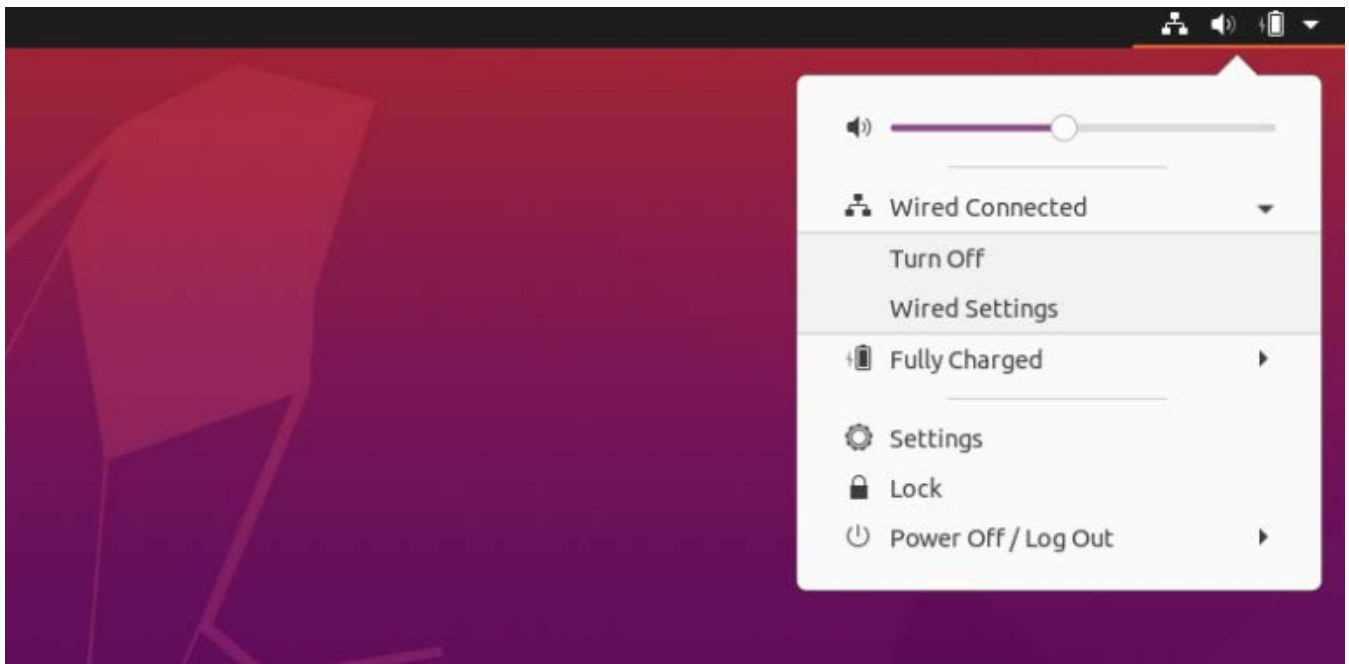 Wired Connected
Turn Off
Wired Settings
Fully Charged
Settings
Lock
Power Off / Log Out